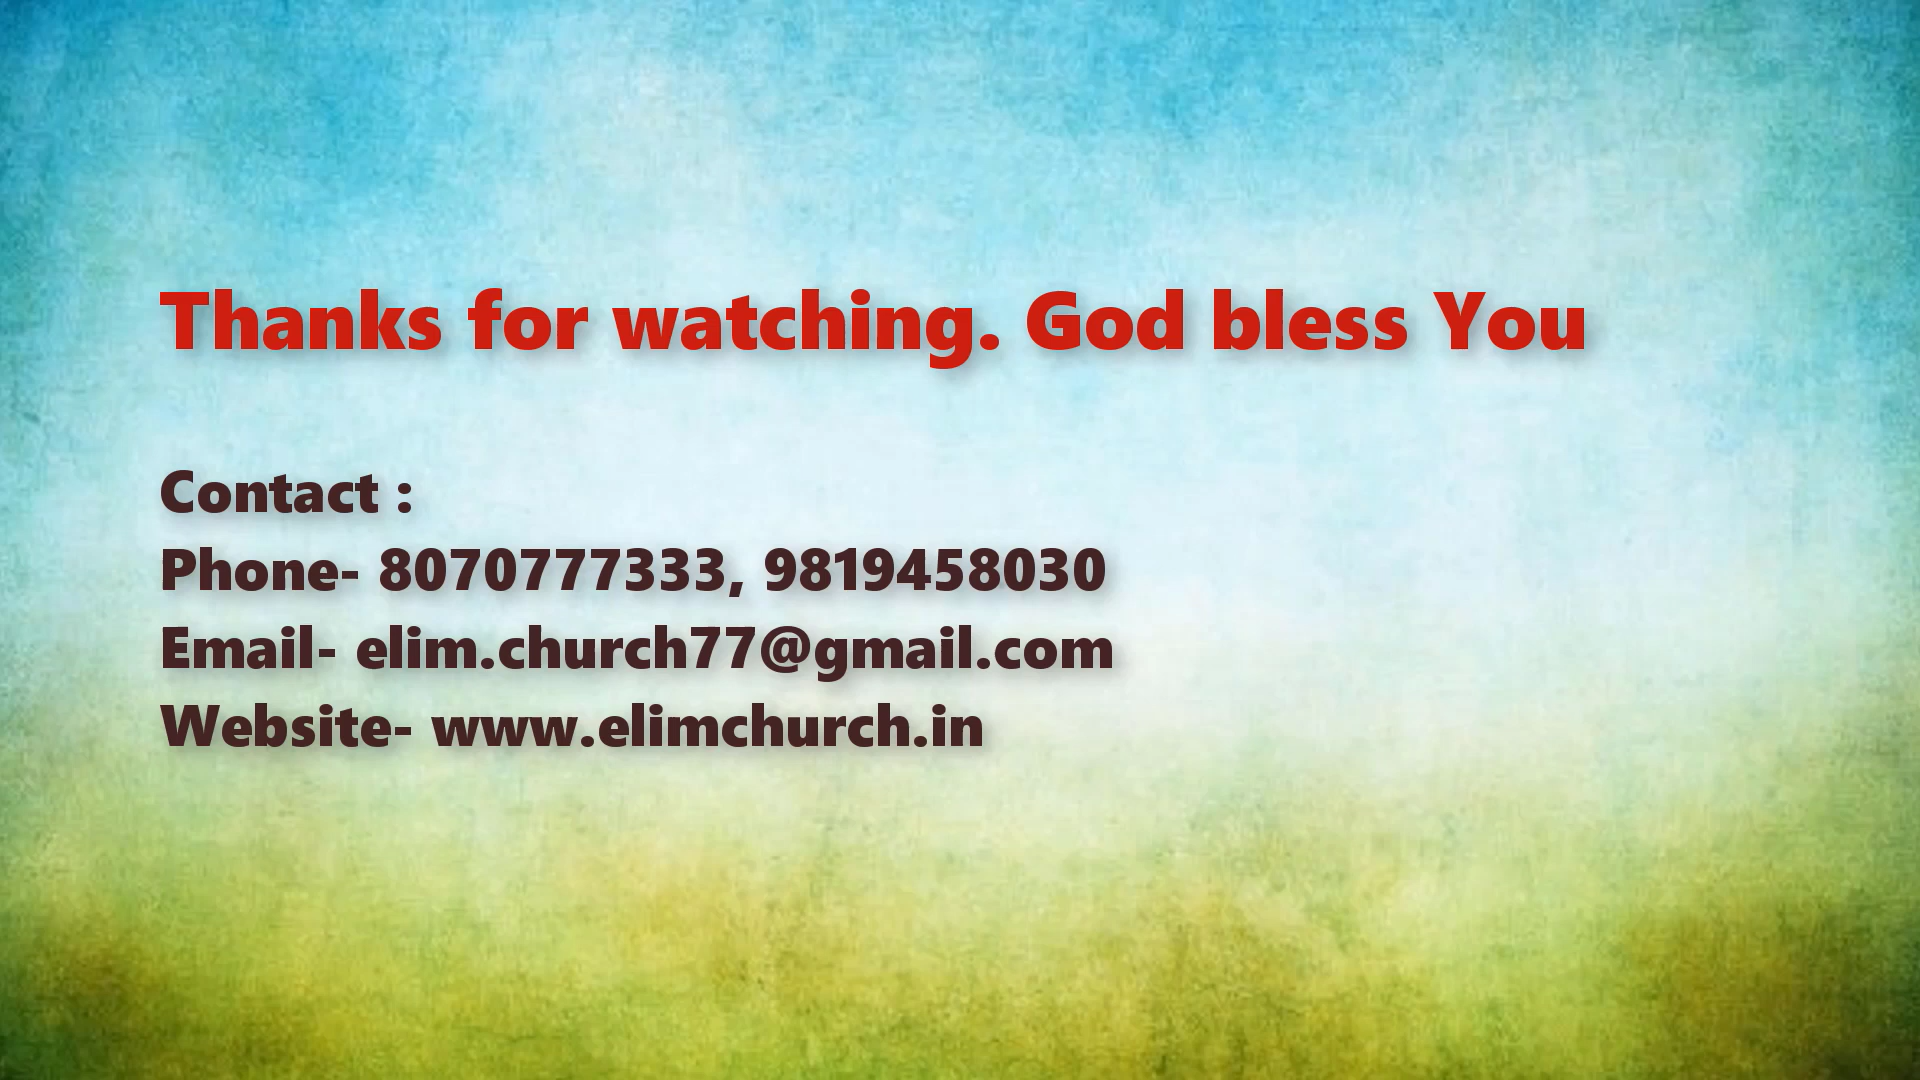 Thanks for watching. God bless You
Contact :
Phone- 8070777333, 9819458030
Email- elim.church77@gmail.com
Website- www.elimchurch.in